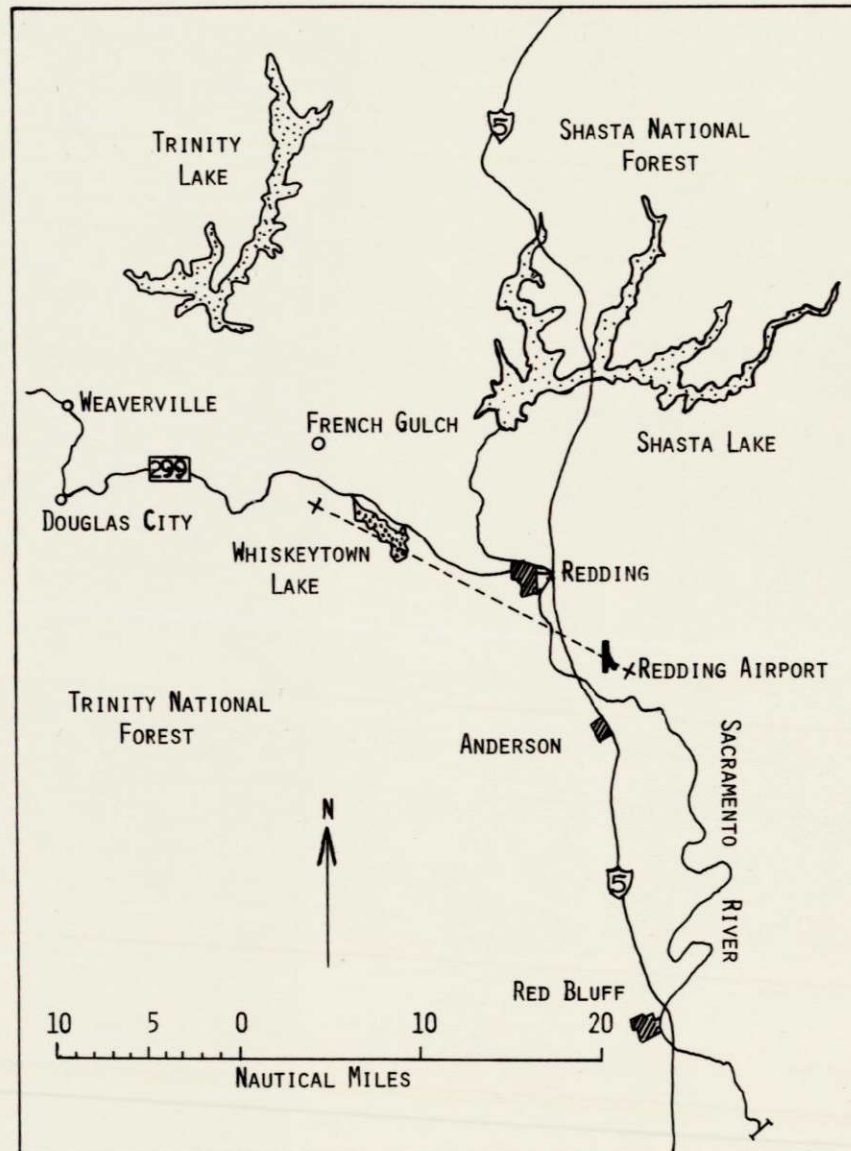 5
SHASTA NATIONAL
FOREST
TRINITY
LAKE
WEAVERVILLE
FRENCH GULCH
SHASTA LAKE
299
DOUGLAS CITY
WHISKEYTOWN
LAKE
REDDING
REDDING AIRPORT
TRINITY NATIONAL
FOREST
ANDERSON
SACRAMENTO
RIVER
N
5
RED BLUFF
10 5 0 10 20
NAUTICAL MILES